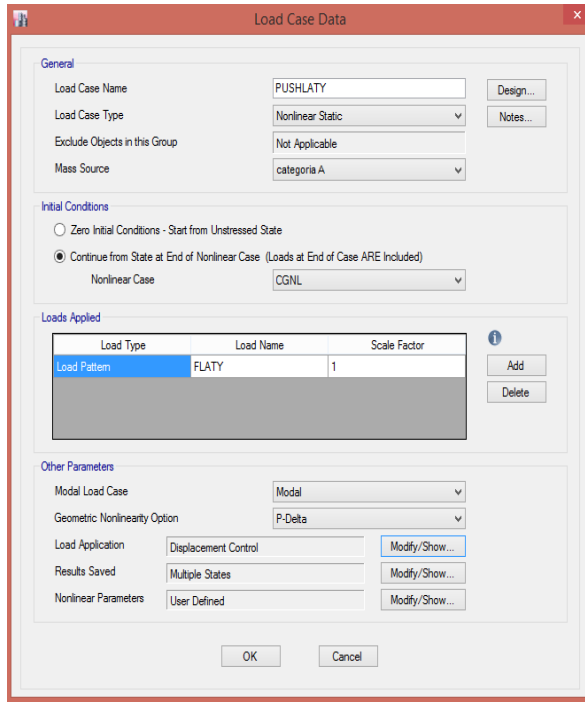 Load Case Data
x
General
Load Case Name PUSHLATY Design...
Load Case Type Nonlinear Static Notes...
Exclude Objects in this Group Not Applicable
Mass Source categoria A
Initial Conditions
Zero Initial Conditions - Start from Unstressed State
Continue from State at End of Nonlinear Case (Loads at End of Case ARE Included)
Nonlinear Case CGNL
Loads Applied
Load Type Load Name Scale Factor
Load Pattern FLATY 1
Add
Delete
Other Parameters
Modal Load Case Modal
Geometric Nonlinearity Option P-Delta
Load Application Displacement Control Modify/Show...
Results Saved Multiple States Modify/Show...
Nonlinear Parameters User Defined Modify/Show...
OK Cancel